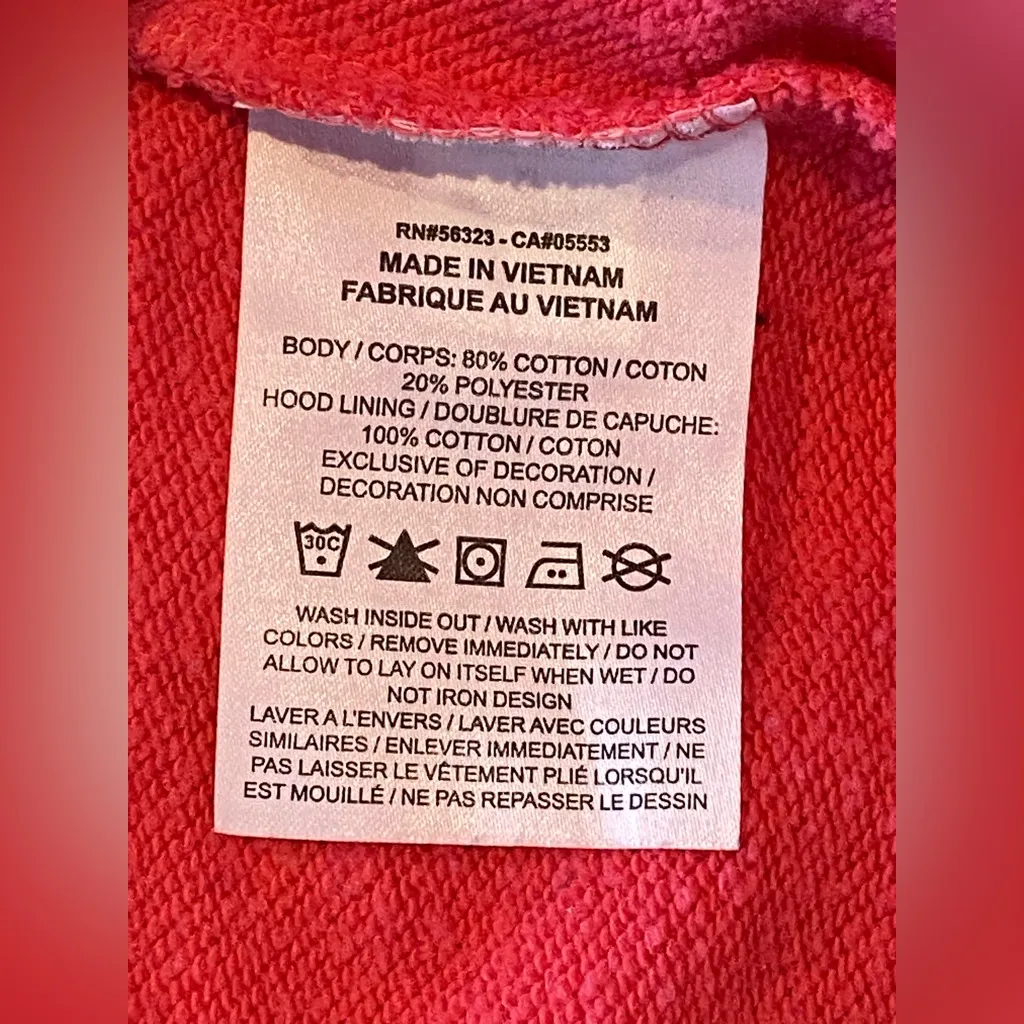 RN#56323 - CA#05553
MADE IN VIETNAM
FABRIQUE AU VIETNAM
BODY / CORPS: 80% COTTON / COTON
20% POLYESTER
HOOD LINING / DOUBLURE DE CAPUCHE:
100% COTTON / COTON
EXCLUSIVE OF DECORATION /
DECORATION NON COMPRISE
30C
WASH INSIDE OUT / WASH WITH LIKE
COLORS / REMOVE IMMEDIATELY / DO NOT
ALLOW TO LAY ON ITSELF WHEN WET / DO
NOT IRON DESIGN
LAVER A L'ENVERS / LAVER AVEC COULEURS
SIMILAIRES / ENLEVER IMMEDIATEMENT / NE
PAS LAISSER LE VÊTEMENT PLIÉ LORSQU'IL
EST MOUILLÉ / NE PAS REPASSER LE DESSIN